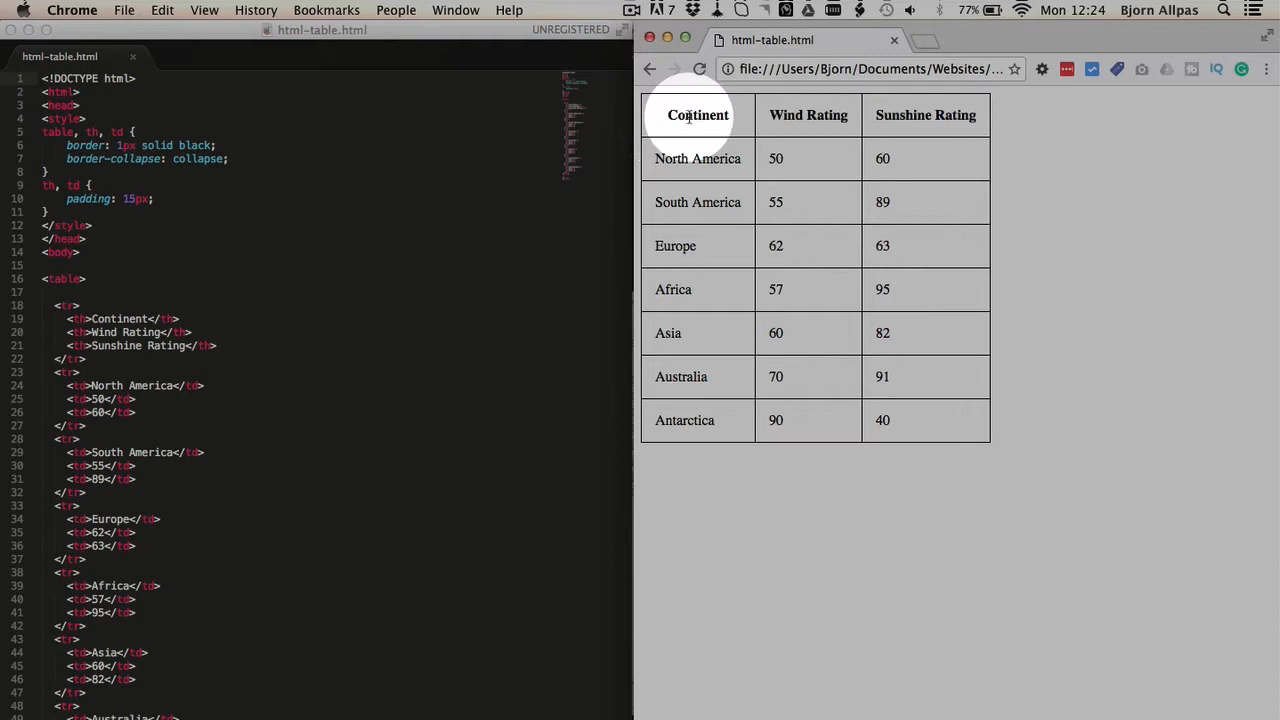 Chrome File Edit View History Bookmarks People Window Help
7 77% Mon 12:24 Bjorn Allpas
html-table.html UNREGISTERED
html-table.html
1 <!DOCTYPE html>
2 <html>
3 <head>
4 <style>
5 table, th, td {
6 border: 1px solid black;
7 border-collapse: collapse;
8 }
9 th, td {
10 padding: 15px;
11 }
12 </style>
13 </head>
14 <body>
15
16 <table>
17
18 <tr>
19 <th>Continent</th>
20 <th>Wind Rating</th>
21 <th>Sunshine Rating</th>
22 </tr>
23 <tr>
24 <td>North America</td>
25 <td>50</td>
26 <td>60</td>
27 </tr>
28 <tr>
29 <td>South America</td>
30 <td>55</td>
31 <td>89</td>
32 </tr>
33 <tr>
34 <td>Europe</td>
35 <td>62</td>
36 <td>63</td>
37 </tr>
38 <tr>
39 <td>Africa</td>
40 <td>57</td>
41 <td>95</td>
42 </tr>
43 <tr>
44 <td>Asia</td>
45 <td>60</td>
46 <td>82</td>
47 </tr>
48 <tr>
49 <td>Australia</td>
html-table.html
file:///Users/Bjorn/Documents/Websites/...
Continent Wind Rating Sunshine Rating
North America 50 60
South America 55 89
Europe 62 63
Africa 57 95
Asia 60 82
Australia 70 91
Antarctica 90 40